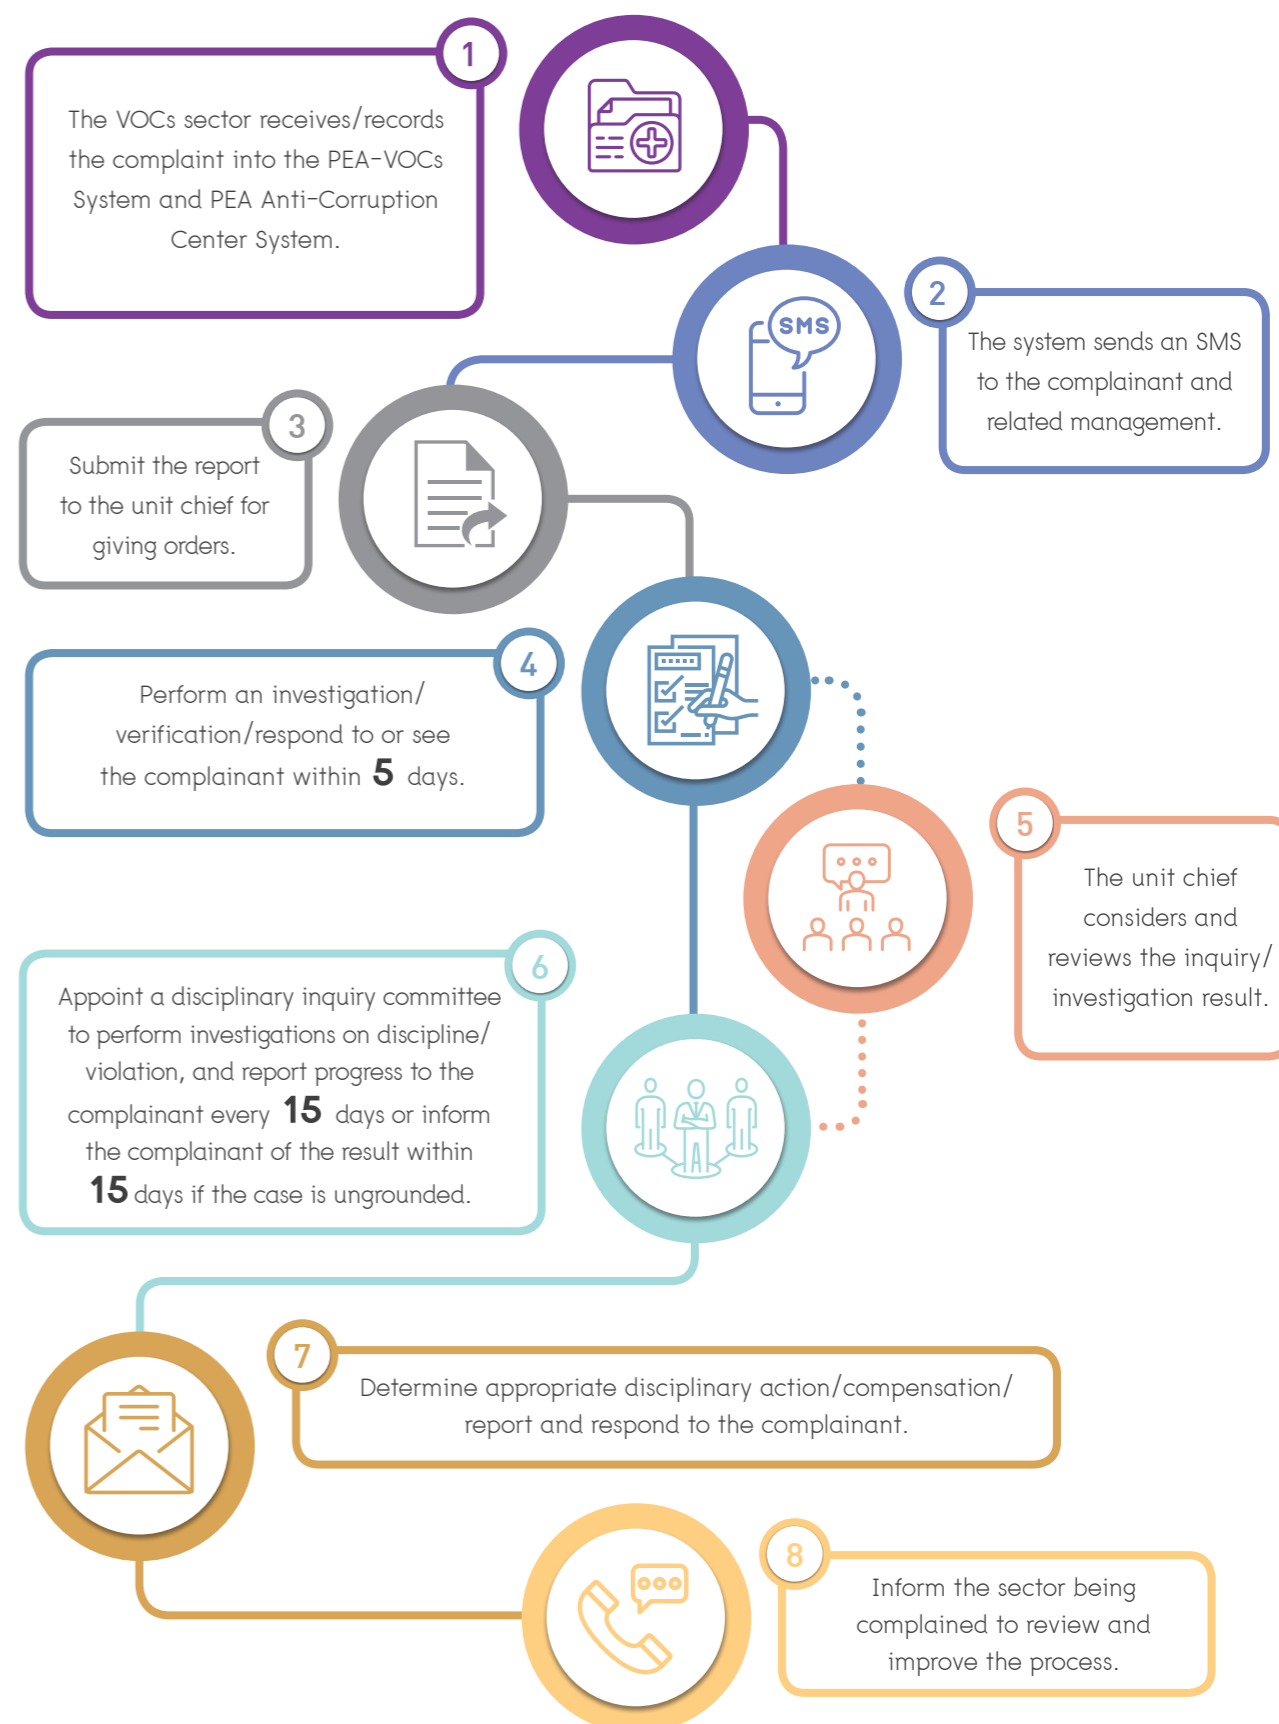 1
The VOCs sector receives/records
the complaint into the PEA-VOCs
System and PEA Anti-Corruption
Center System.
SMS
2
The system sends an SMS
to the complainant and
related management.
3
Submit the report
to the unit chief for
giving orders.
4
Perform an investigation/
verification/respond to or see
the complainant within 5 days.
5
The unit chief
considers and
reviews the inquiry/
investigation result.
6
Appoint a disciplinary inquiry committee
to perform investigations on discipline/
violation, and report progress to the
complainant every 15 days or inform
the complainant of the result within
15 days if the case is ungrounded.
7
Determine appropriate disciplinary action/compensation/
report and respond to the complainant.
8
Inform the sector being
complained to review and
improve the process.